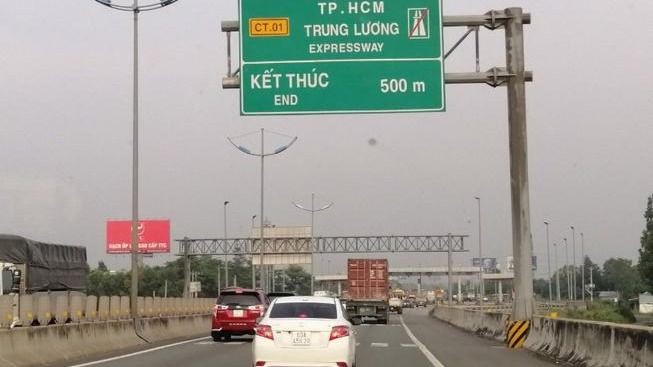 TP.HCM
CT.01
TRUNG LƯƠNG
EXPRESSWAY
KẾT THÚC
500 m
END